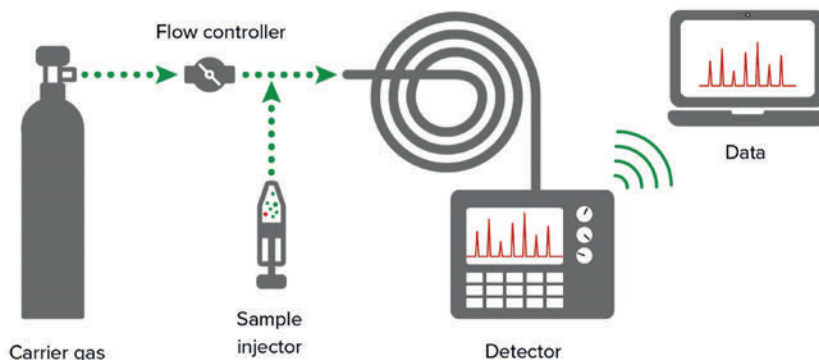 Flow controller
Data
Carrier gas
Sample
injector
Detector